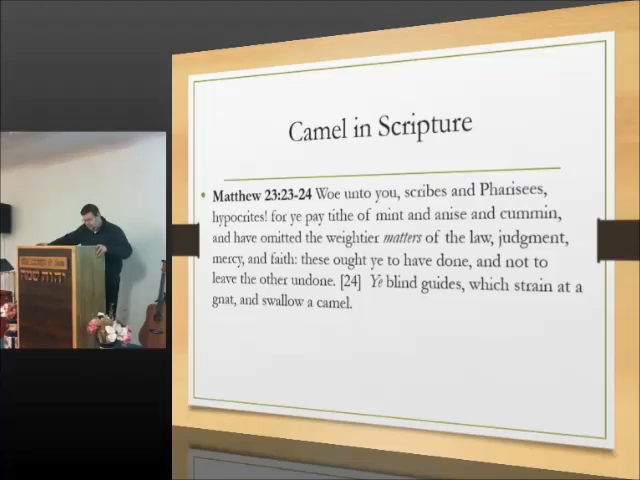 Camel in Scripture
• Matthew 23:23-24 Woe unto you, scribes and Pharisees,
hypocrites! for ye pay tithe of mint and anise and cummin,
and have omitted the weightier matters of the law, judgment,
mercy, and faith: these ought ye to have done, and not to
leave the other undone. [24] Ye blind guides, which strain at a
gnat, and swallow a camel.
יהוה שמה